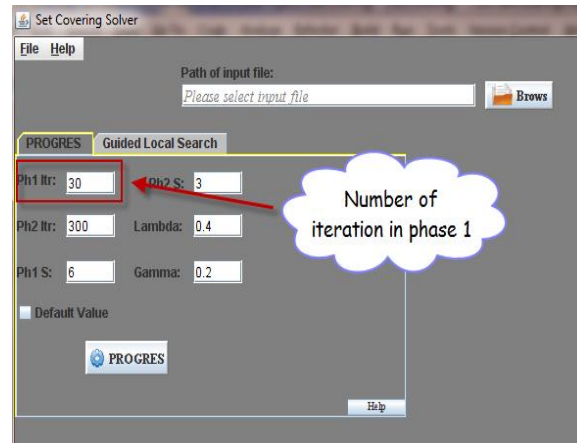 Set Covering Solver
File Help
Path of input file:
Please select input file
Brows
PROGRES Guided Local Search
Ph1 Itr: 30 Ph2 S: 3
Number of
iteration in phase 1
Ph2 Itr: 300 Lambda: 0.4
Ph1 S: 6 Gamma: 0.2
Default Value
PROGRES
Help